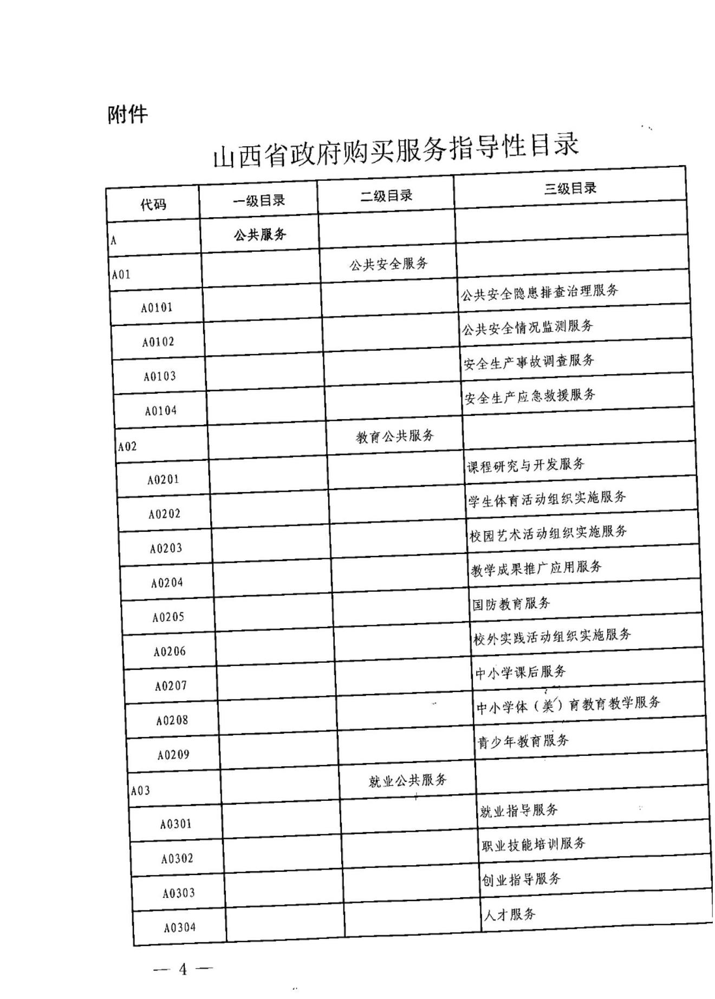 附件
山西省政府购买服务指导性目录
代码 一级目录 二级目录 三级目录
A 公共服务
A01 公共安全服务
A0101 公共安全隐患排查治理服务
A0102 公共安全情况监测服务
A0103 安全生产事故调查服务
A0104 安全生产应急救援服务
A02 教育公共服务
A0201 课程研究与开发服务
A0202 学生体育活动组织实施服务
A0203 校园艺术活动组织实施服务
A0204 教学成果推广应用服务
A0205 国防教育服务
A0206 校外实践活动组织实施服务
A0207 中小学课后服务
A0208 中小学体（美）育教育教学服务
A0209 青少年教育服务
A03 就业公共服务
A0301 就业指导服务
A0302 职业技能培训服务
A0303 创业指导服务
A0304 人才服务
— 4 —